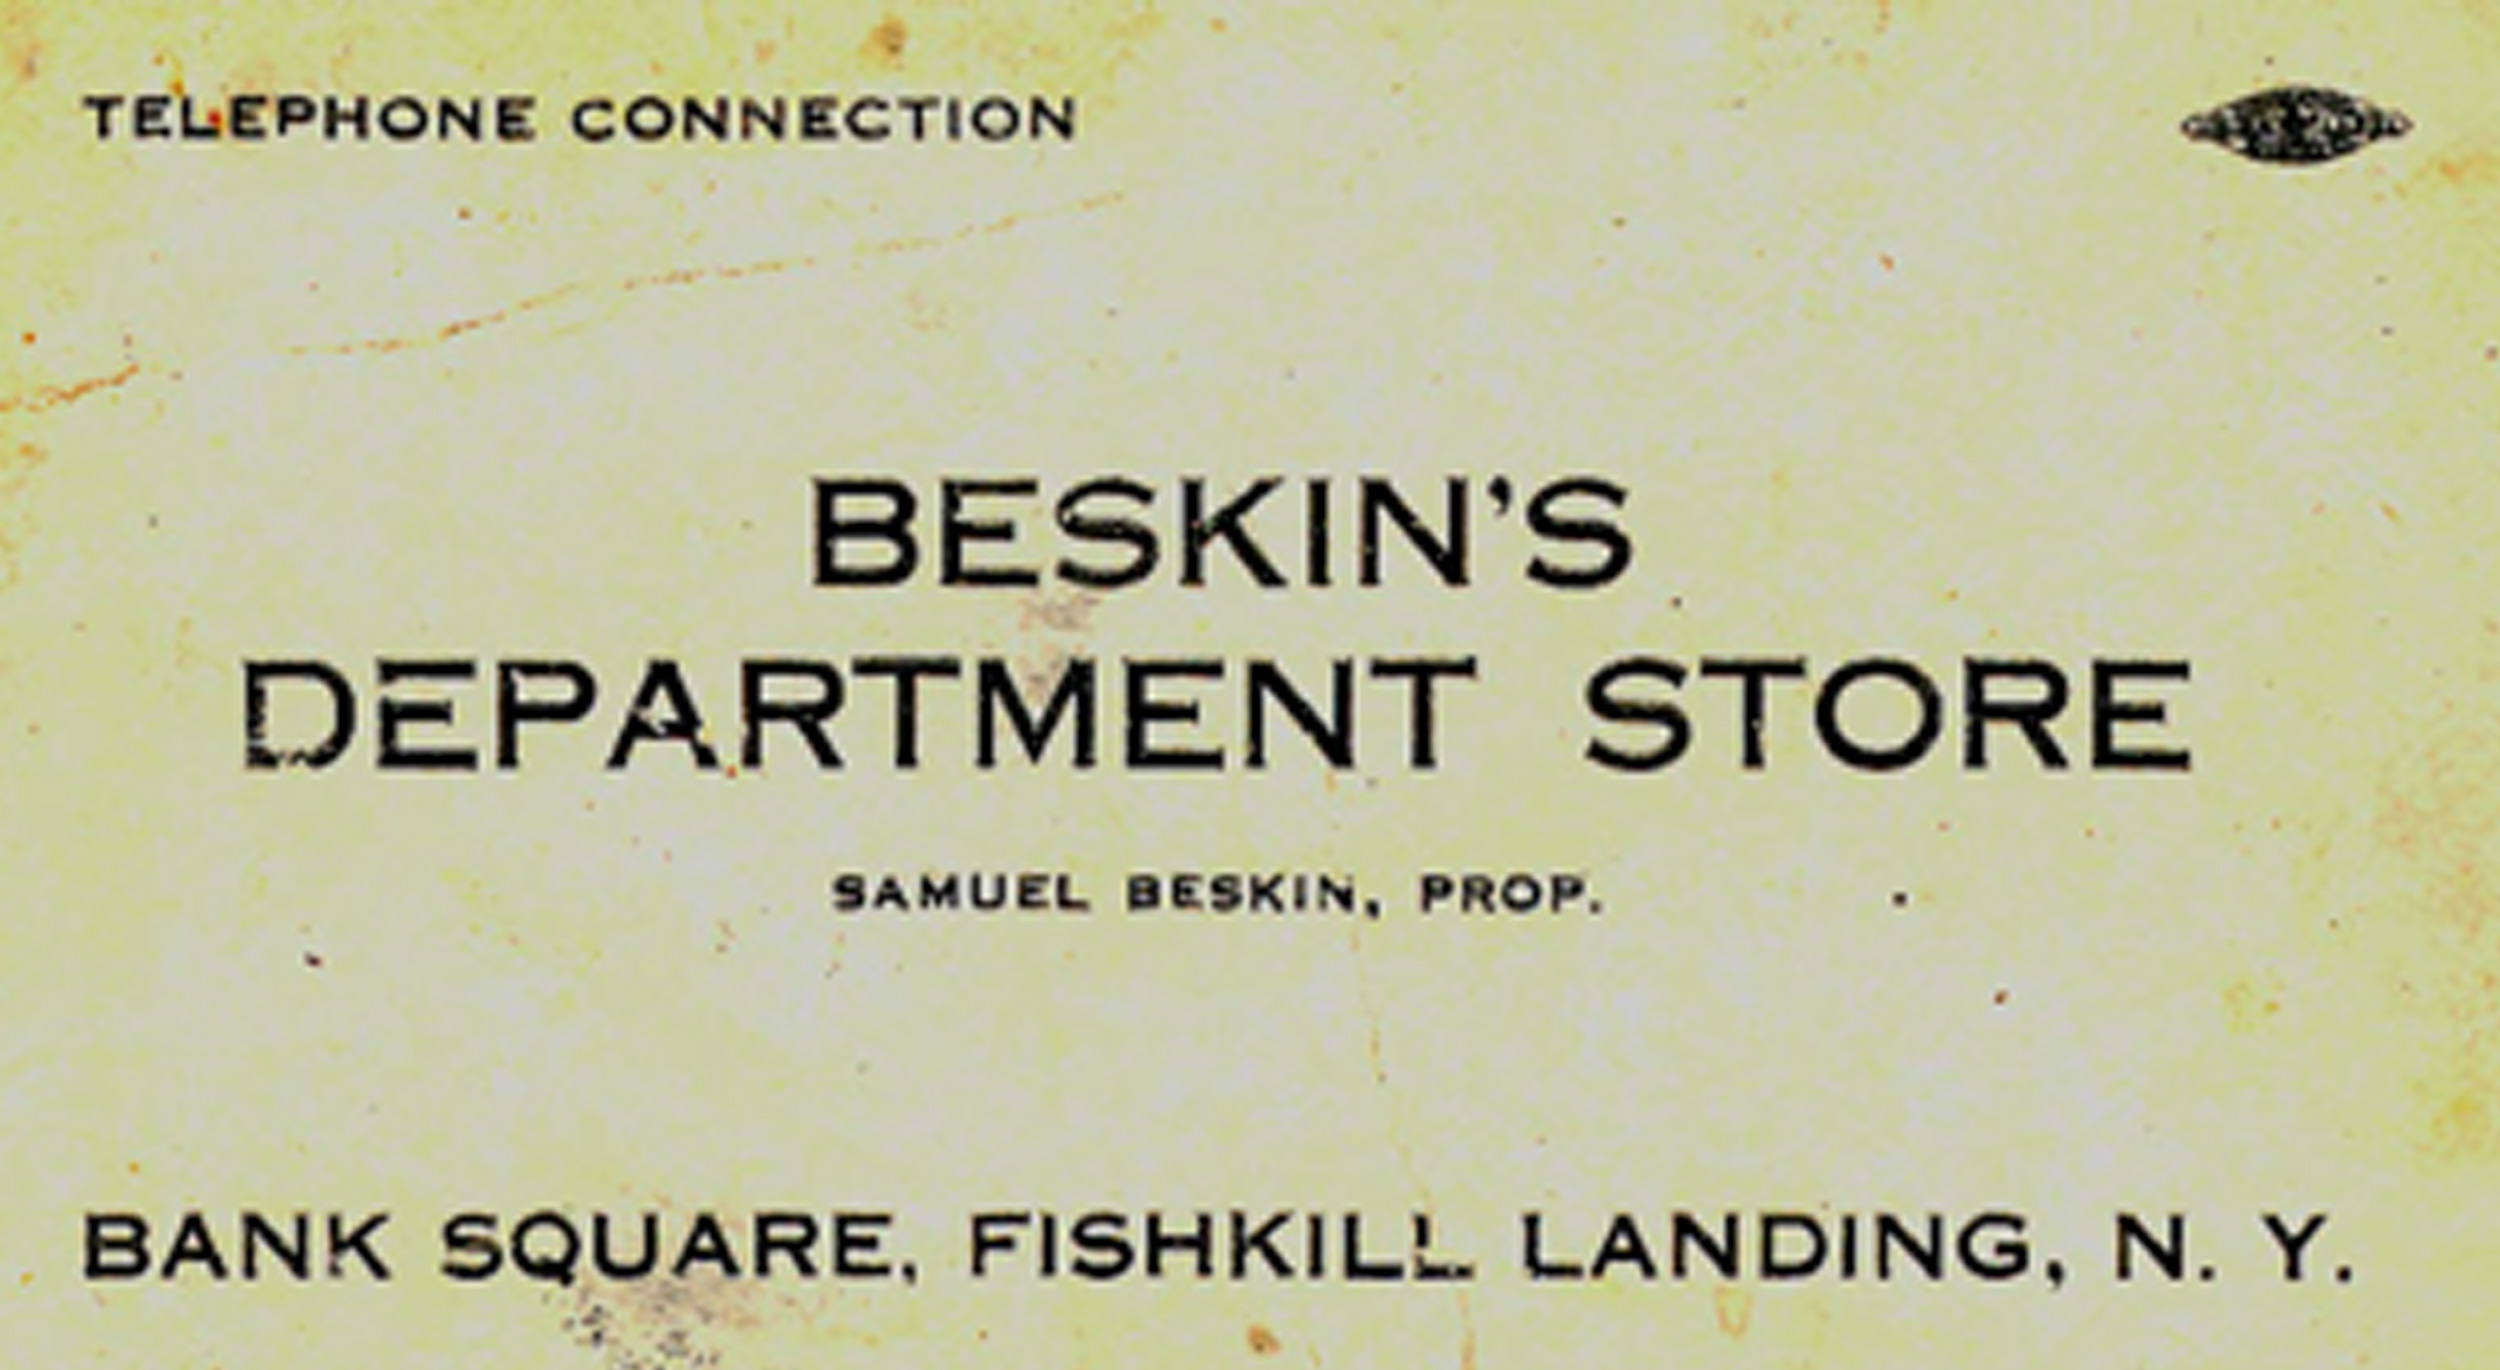 TELEPHONE CONNECTION
BESKIN'S
DEPARTMENT STORE
SAMUEL BESKIN, PROP.
BANK SQUARE, FISHKILL LANDING, N. Y.